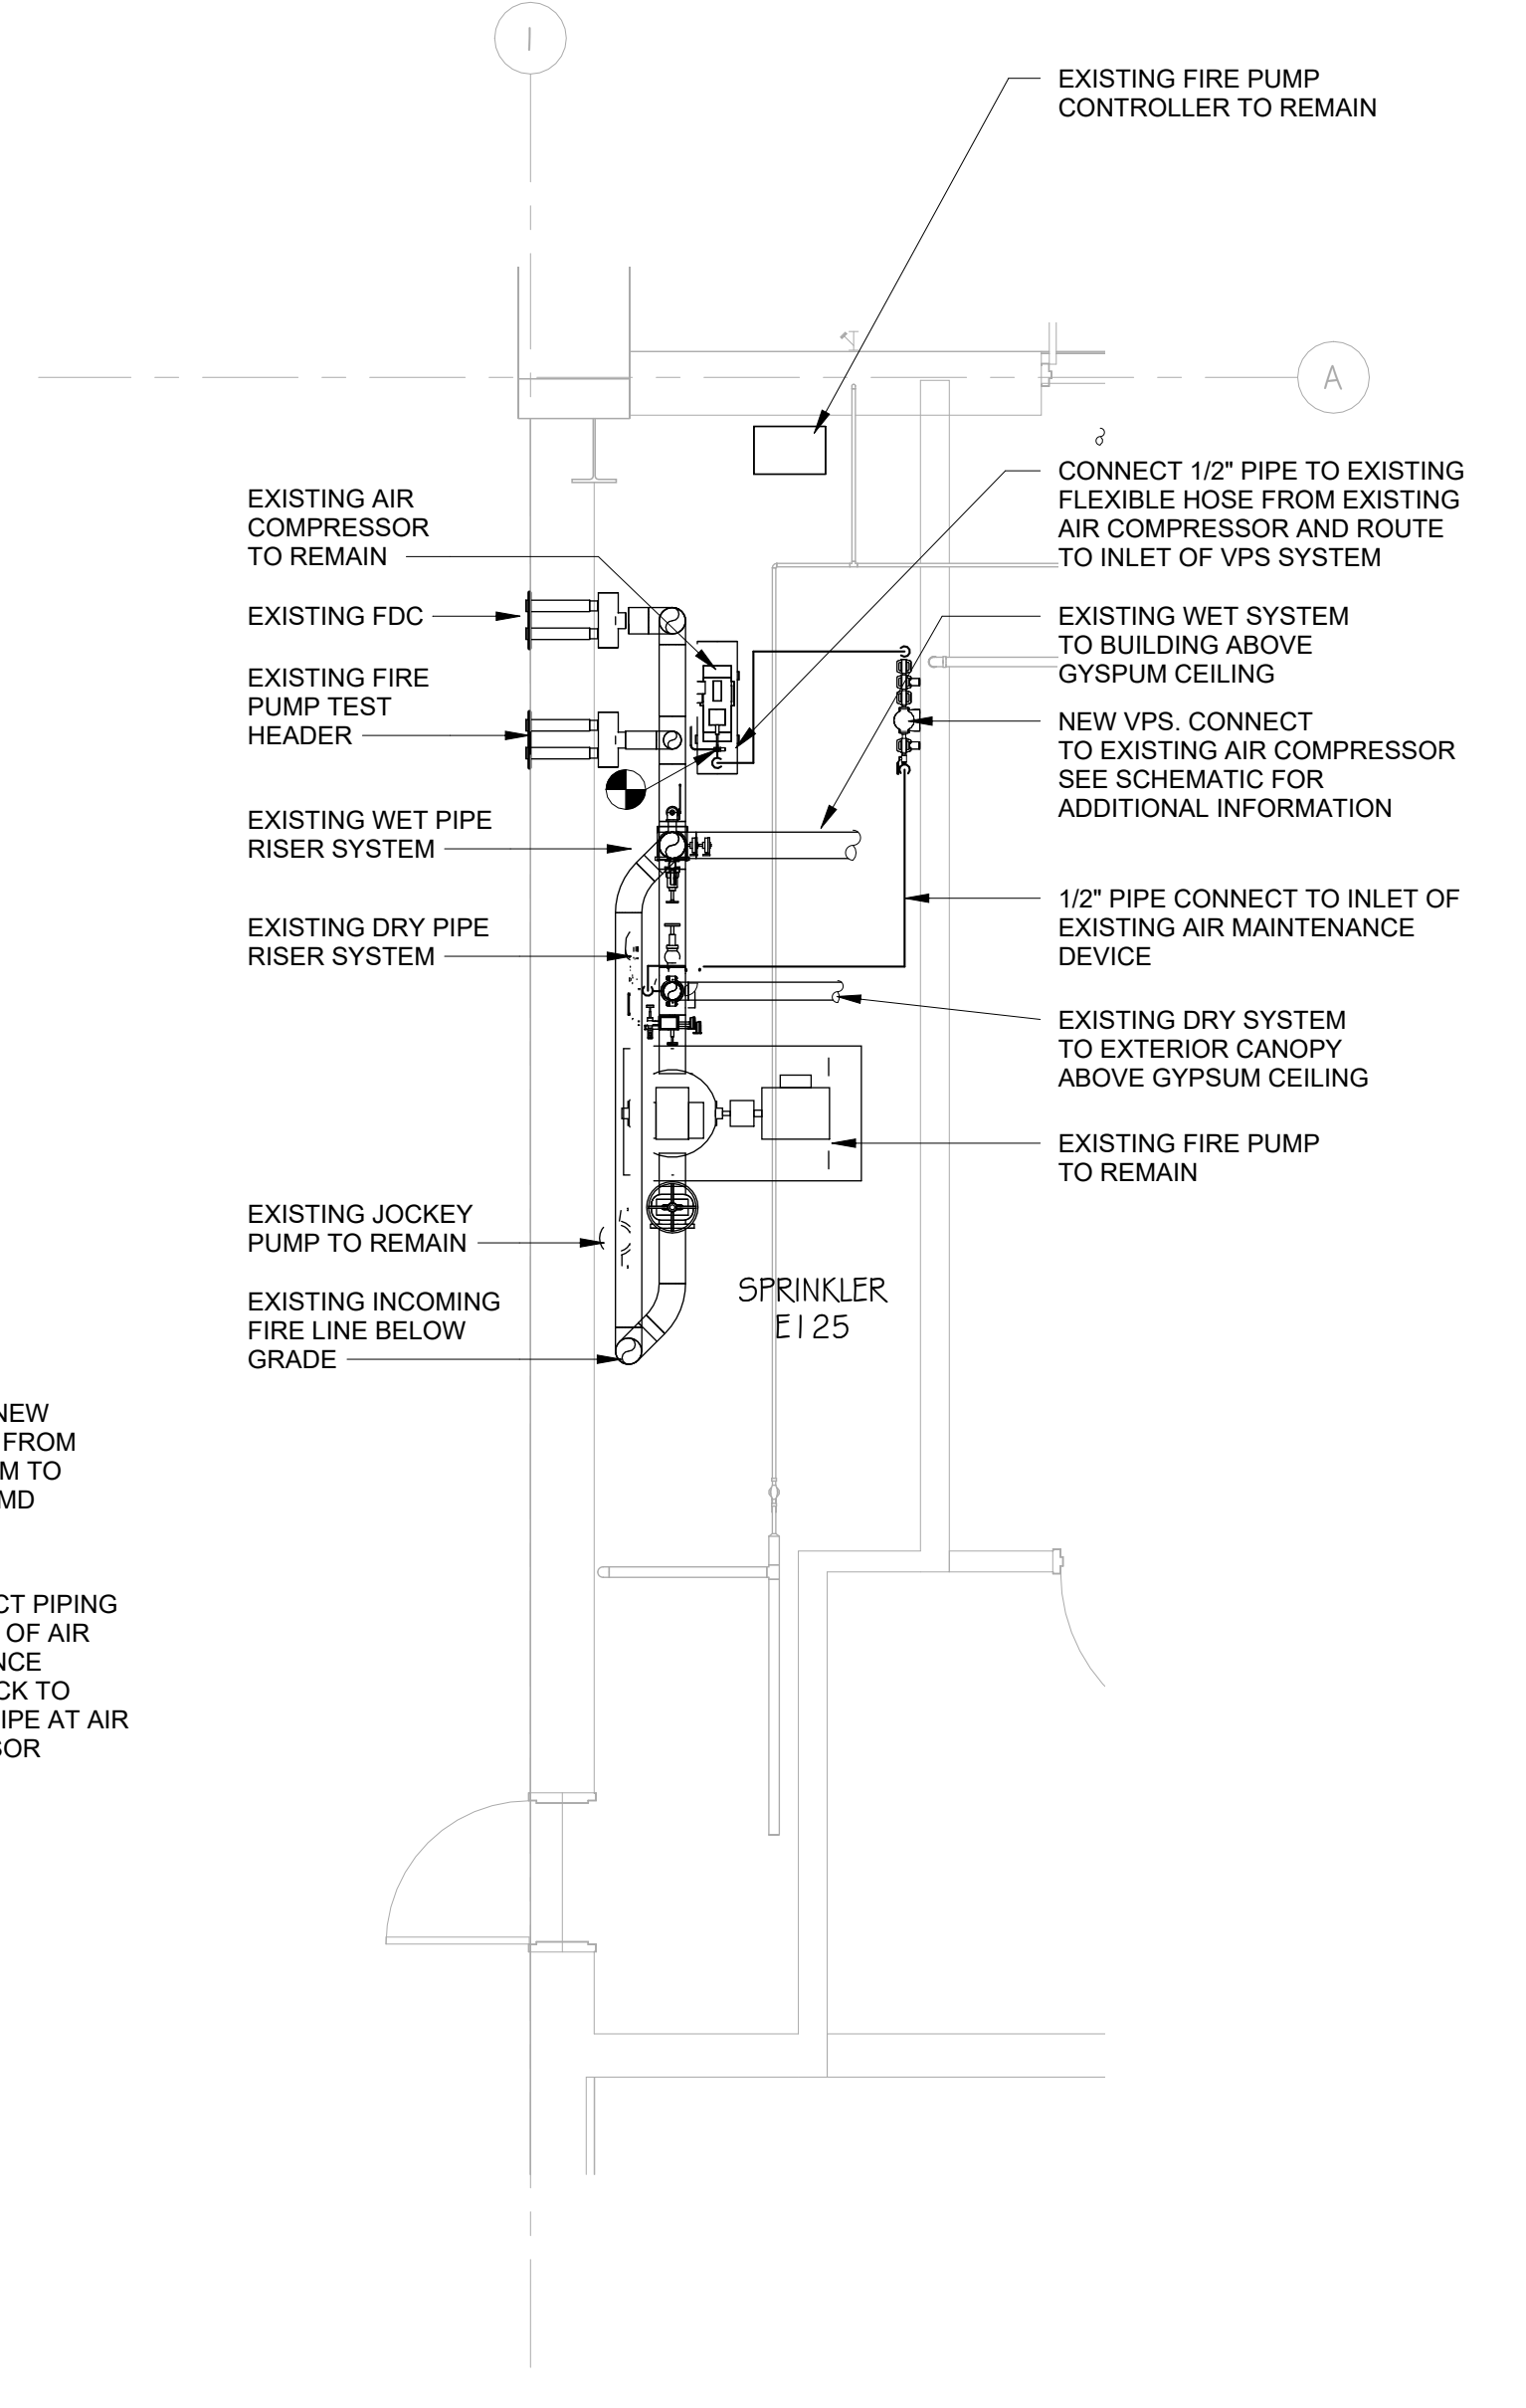 I
EXISTING FIRE PUMP
CONTROLLER TO REMAIN
A
EXISTING AIR
COMPRESSOR
TO REMAIN
CONNECT 1/2" PIPE TO EXISTING
FLEXIBLE HOSE FROM EXISTING
AIR COMPRESSOR AND ROUTE
TO INLET OF VPS SYSTEM
EXISTING FDC
EXISTING WET SYSTEM
TO BUILDING ABOVE
GYSPUM CEILING
EXISTING FIRE
PUMP TEST
HEADER
NEW VPS. CONNECT
TO EXISTING AIR COMPRESSOR
SEE SCHEMATIC FOR
ADDITIONAL INFORMATION
EXISTING WET PIPE
RISER SYSTEM
1/2" PIPE CONNECT TO INLET OF
EXISTING AIR MAINTENANCE
DEVICE
EXISTING DRY PIPE
RISER SYSTEM
EXISTING DRY SYSTEM
TO EXTERIOR CANOPY
ABOVE GYPSUM CEILING
EXISTING FIRE PUMP
TO REMAIN
EXISTING JOCKEY
PUMP TO REMAIN
SPRINKLER
E125
EXISTING INCOMING
FIRE LINE BELOW
GRADE
NEW
FROM
M TO
MD
CT PIPING
OF AIR
NCE
CK TO
IPE AT AIR
SOR